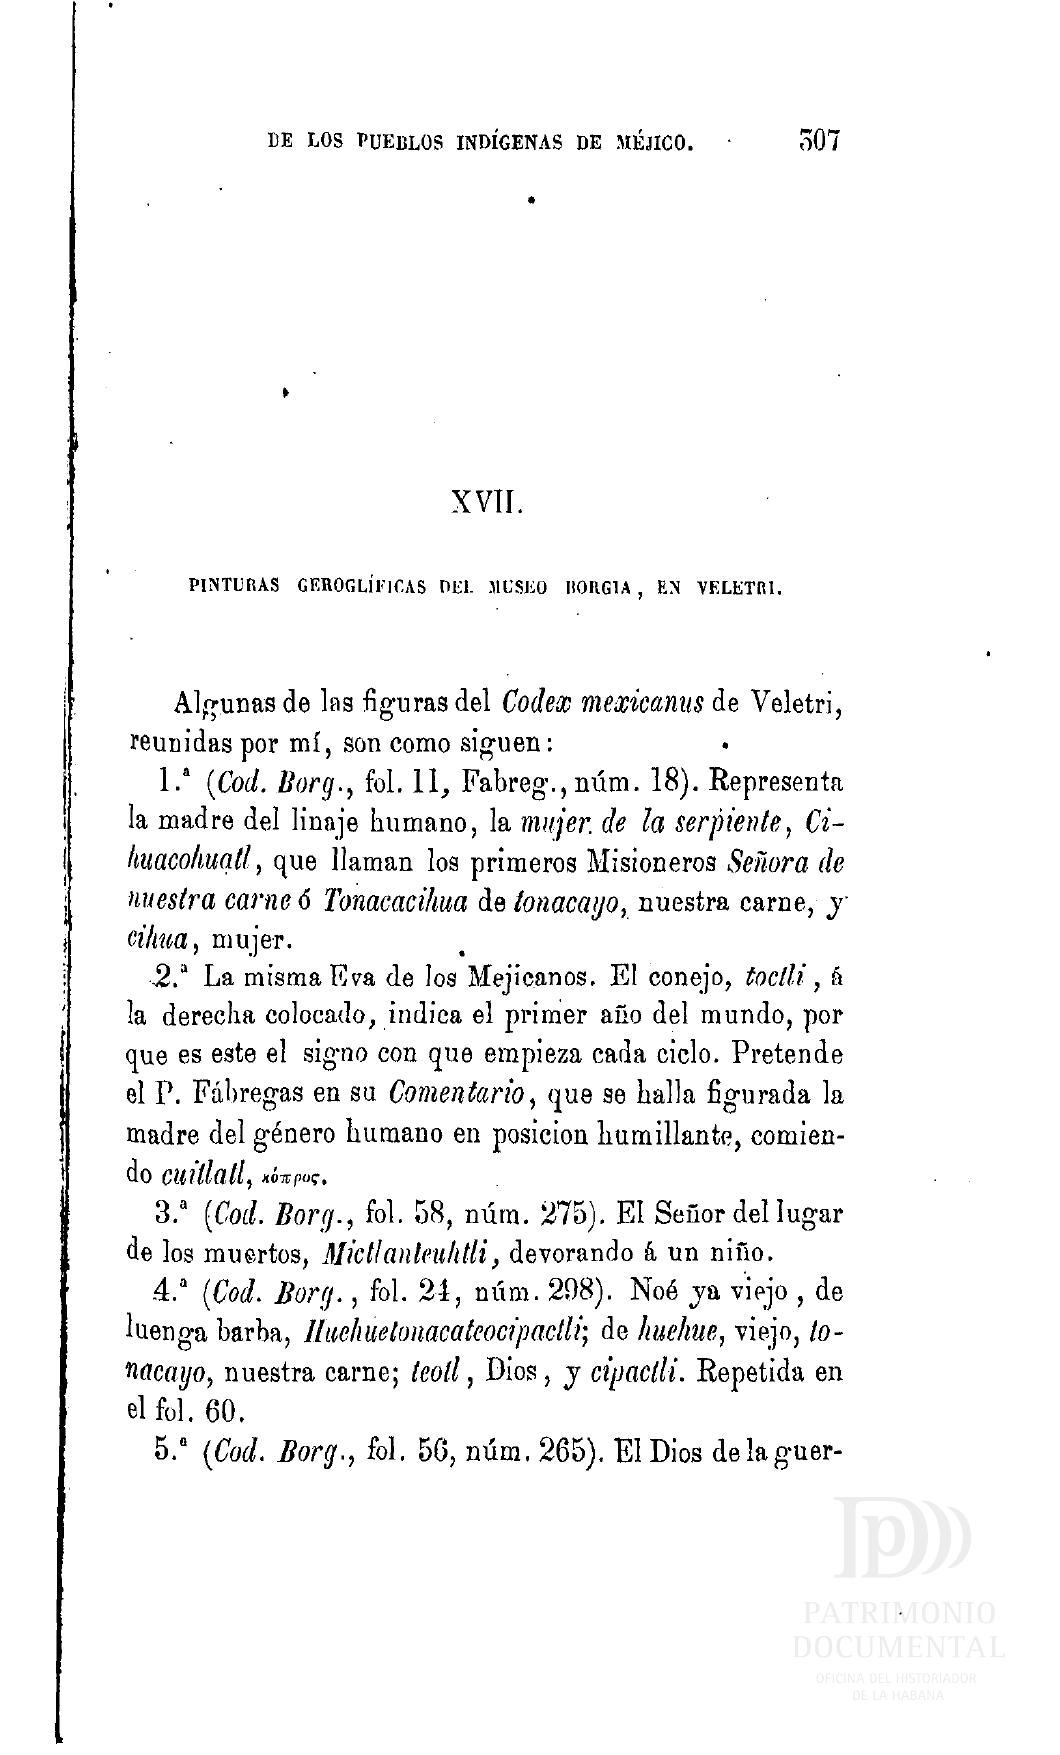 DE LOS PUEBLOS INDÍGENAS DE MÉJICO. 307
XVII.
PINTURAS GEROGLÍFICAS DEL MUSEO BORGIA, EN VELETRI.
Algunas de las figuras del Codex mexicanus de Veletri,
reunidas por mí, son como siguen:
1.ª (Cod. Borg., fol. 11, Fabreg., núm. 18). Representa
la madre del linaje humano, la mujer de la serpiente, Ci-
huacohuatl, que llaman los primeros Misioneros Señora de
nuestra carne ó Tonacacihua de tonacayo, nuestra carne, y
cihua, mujer.
2.ª La misma Eva de los Mejicanos. El conejo, toctli, á
la derecha colocado, indica el primer año del mundo, por
que es este el signo con que empieza cada ciclo. Pretende
el P. Fábregas en su Comentario, que se halla figurada la
madre del género humano en posicion humillante, comien-
do cuitlatl, κόπρος.
3.ª (Cod. Borg., fol. 58, núm. 275). El Señor del lugar
de los muertos, Mictlanteuhtli, devorando á un niño.
4.ª (Cod. Borg., fol. 24, núm. 298). Noé ya viejo, de
luenga barba, Huehuetonacateocipactli; de huehue, viejo, to-
nacayo, nuestra carne; teotl, Dios, y cipactli. Repetida en
el fol. 60.
5.ª (Cod. Borg., fol. 56, núm. 265). El Dios de la guer-
PATRIMONIO
DOCUMENTAL
OFICINA DEL HISTORIADOR
DE LA HABANA